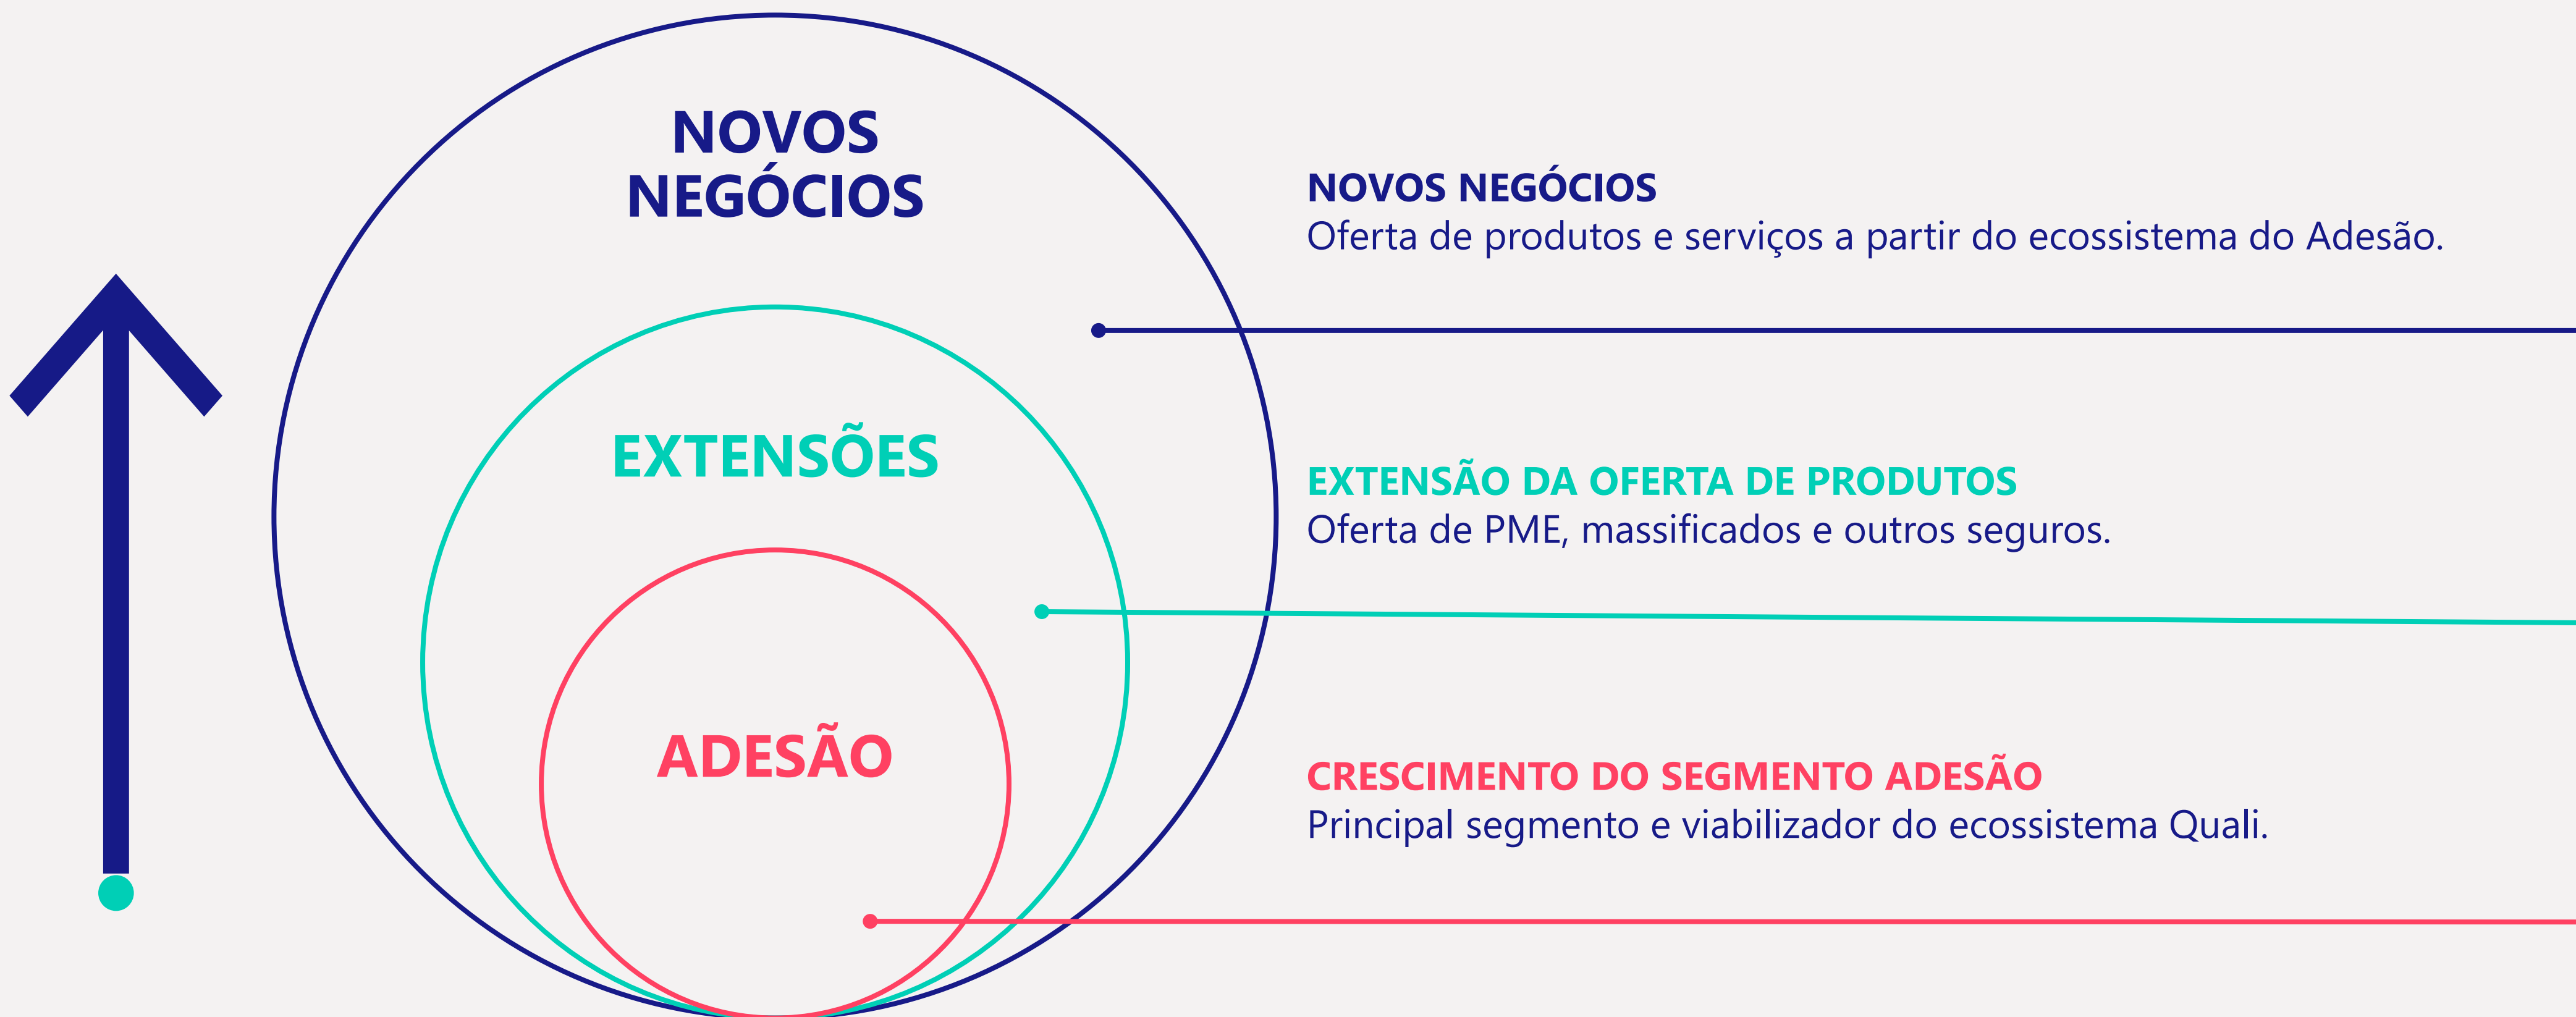 NOVOS
NEGÓCIOS
EXTENSÕES
ADESÃO
NOVOS NEGÓCIOS
Oferta de produtos e serviços a partir do ecossistema do Adesão.
EXTENSÃO DA OFERTA DE PRODUTOS
Oferta de PME, massificados e outros seguros.
CRESCIMENTO DO SEGMENTO ADESÃO
Principal segmento e viabilizador do ecossistema Quali.